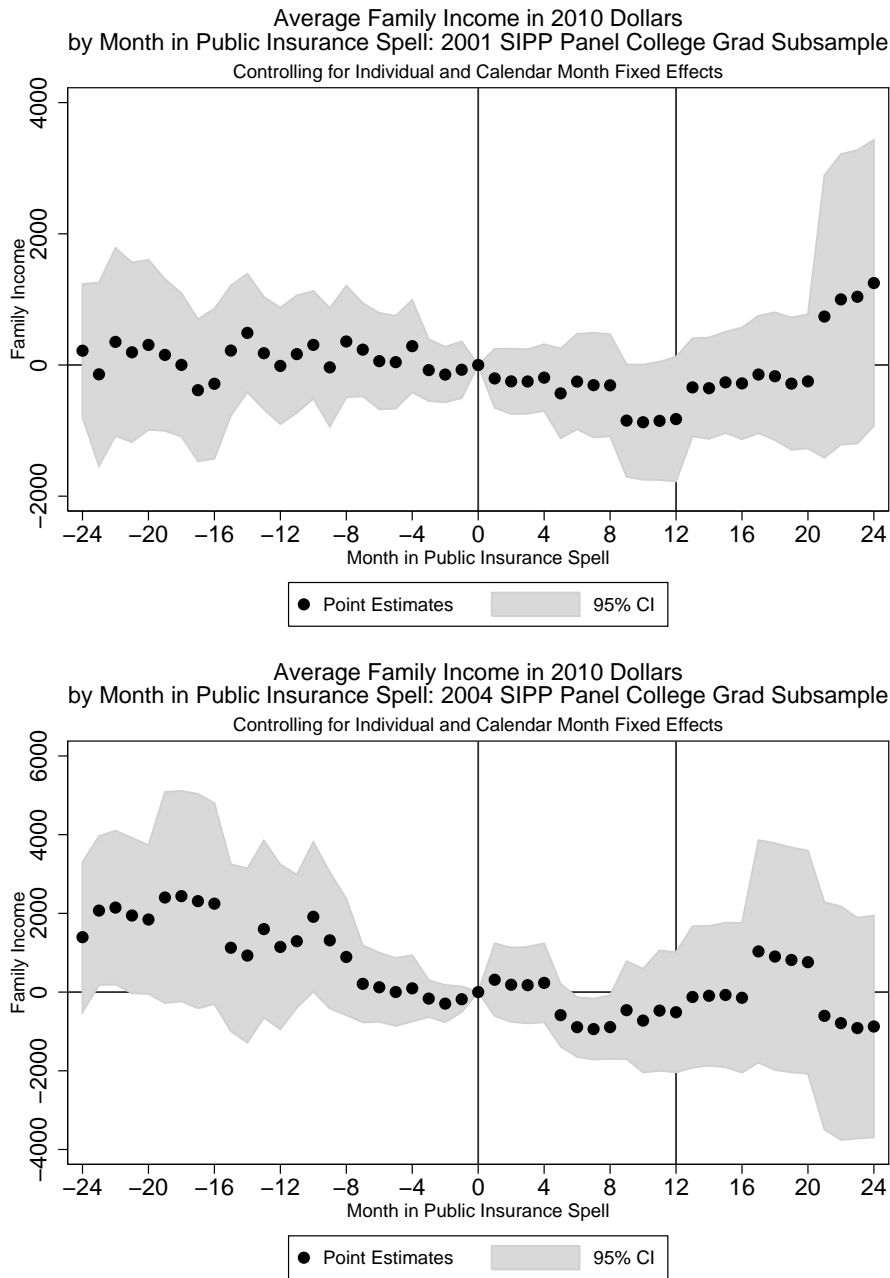 Average Family Income in 2010 Dollars
by Month in Public Insurance Spell: 2001 SIPP Panel College Grad Subsample
Controlling for Individual and Calendar Month Fixed Effects
4000
2000
0
−2000
Family Income
−24 −20 −16 −12 −8 −4 0 4 8 12 16 20 24
Month in Public Insurance Spell
Point Estimates 95% CI
Average Family Income in 2010 Dollars
by Month in Public Insurance Spell: 2004 SIPP Panel College Grad Subsample
Controlling for Individual and Calendar Month Fixed Effects
6000
4000
2000
0
−2000
−4000
Family Income
−24 −20 −16 −12 −8 −4 0 4 8 12 16 20 24
Month in Public Insurance Spell
Point Estimates 95% CI